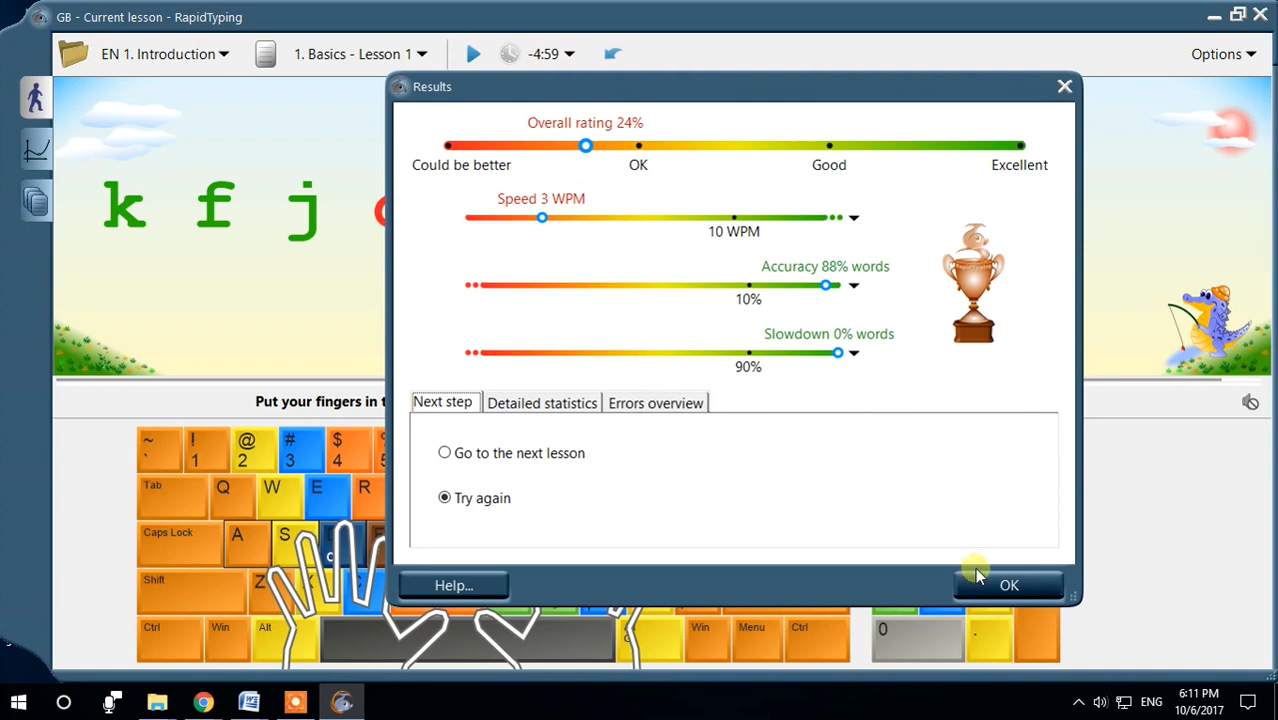 GB - Current lesson - RapidTyping
EN 1. Introduction
1. Basics - Lesson 1
-4:59
Options
Results
Overall rating 24%
Could be better
OK
Good
Excellent
Speed 3 WPM
10 WPM
Accuracy 88% words
10%
Slowdown 0% words
90%
k f j
Next step
Detailed statistics
Errors overview
Put your fingers in t
Go to the next lesson
Try again
Help...
OK
~ ! @ # $
` 1 2 3 4 5
Tab Q W E R
Caps Lock A S
Shift Z
Ctrl Win Alt Win Menu Ctrl 0 .
ENG
6:11 PM
10/6/2017